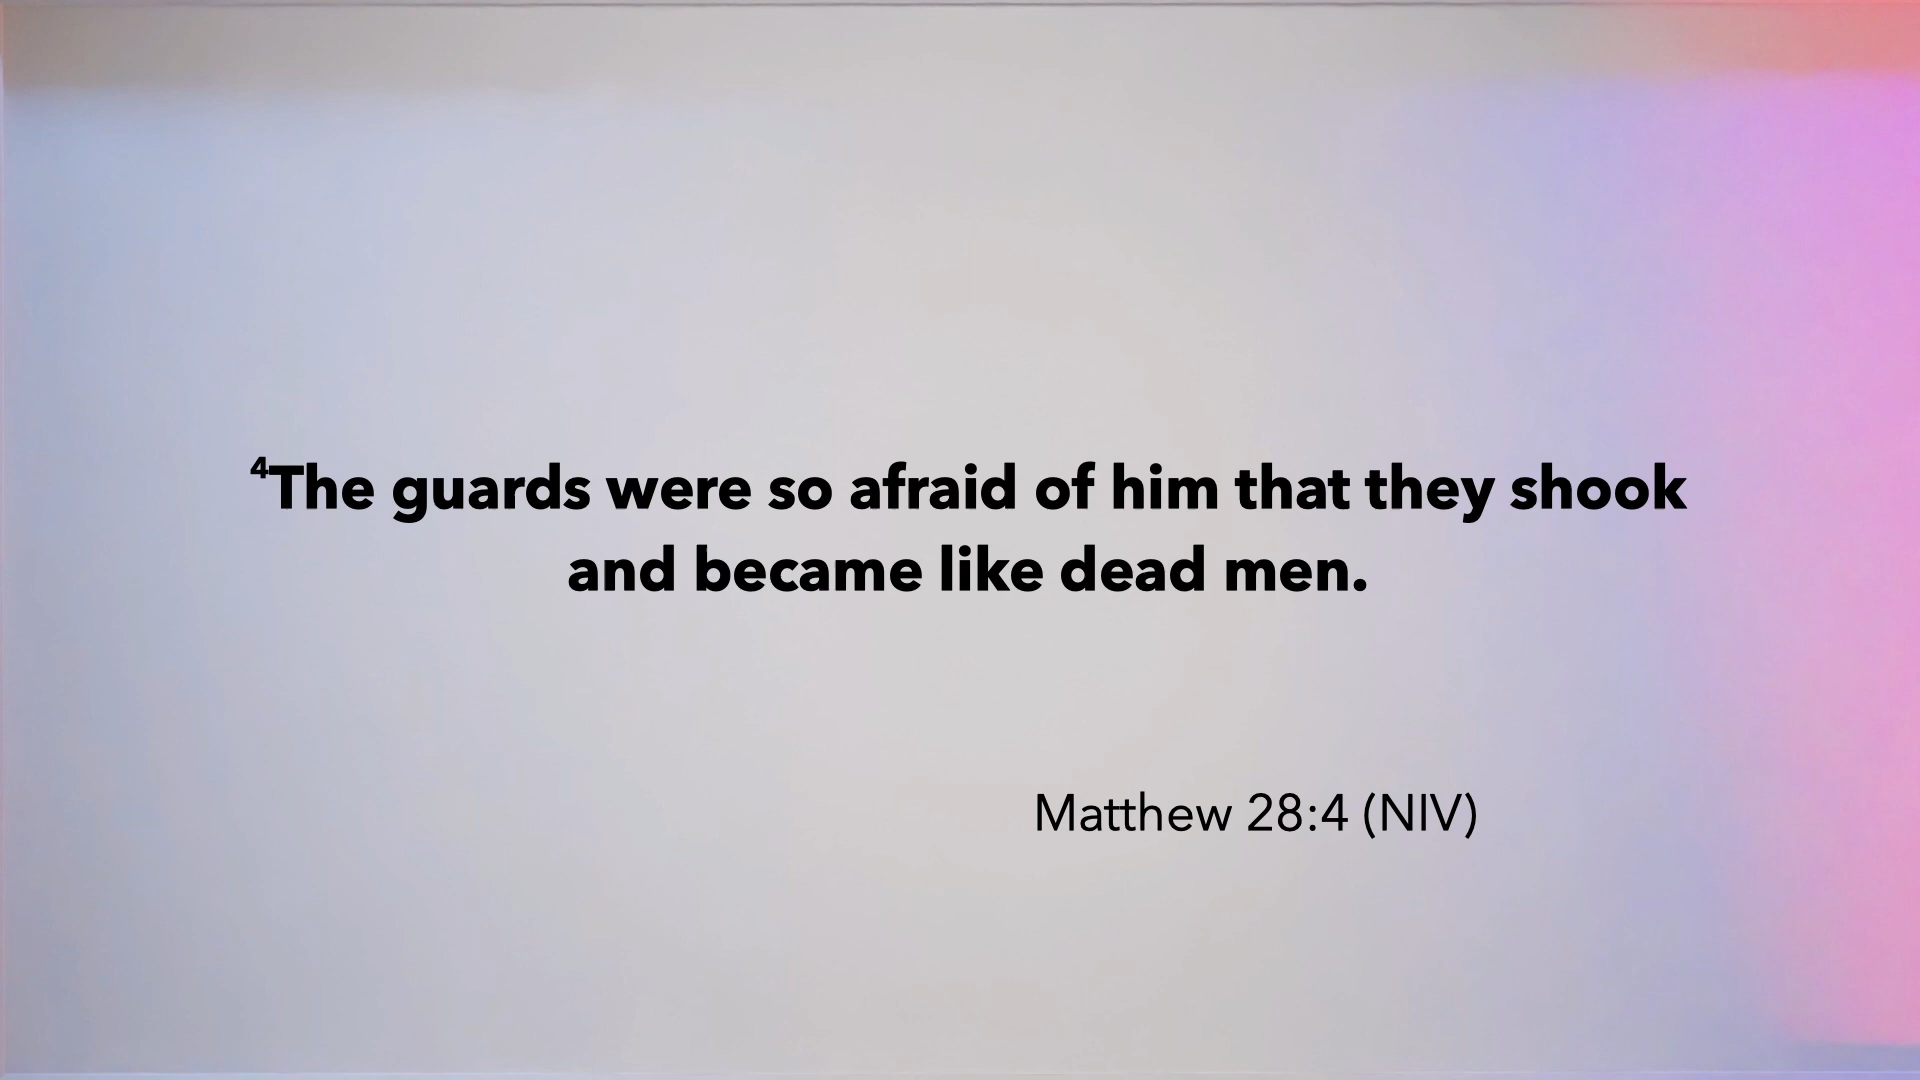 ⁴The guards were so afraid of him that they shook
and became like dead men.
Matthew 28:4 (NIV)